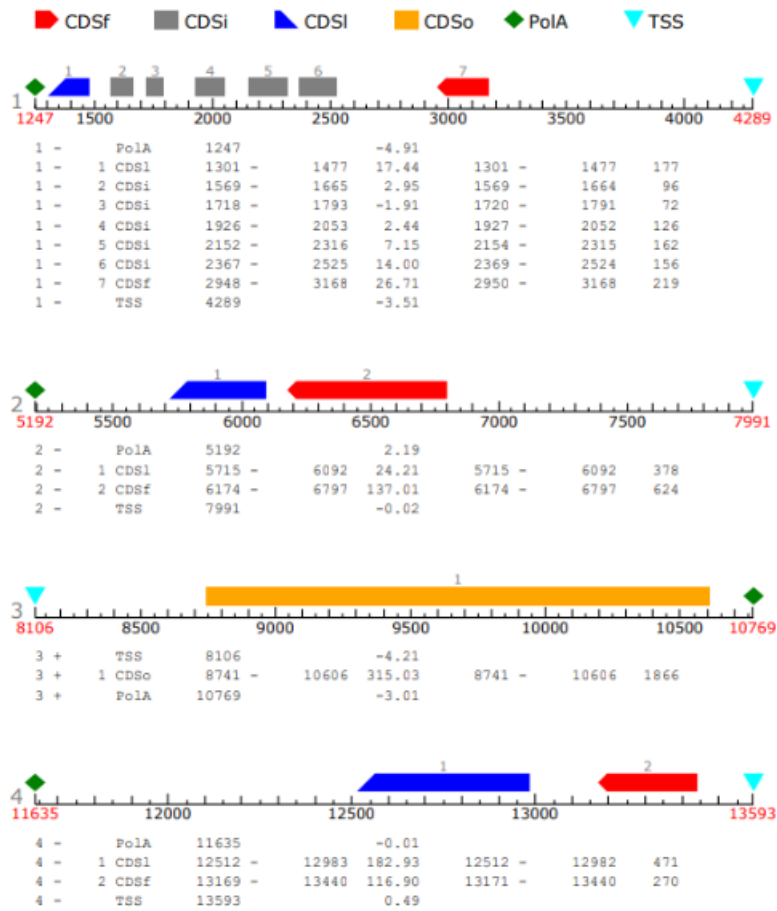 CDSf CDSi CDSl CDSo PolA TSS
1 2 3 4 5 6 7
1
1247 1500 2000 2500 3000 3500 4000 4289
1 - PolA 1247 -4.91
1 - 1 CDSl 1301 - 1477 17.44 1301 - 1477 177
1 - 2 CDSi 1569 - 1665 2.95 1569 - 1664 96
1 - 3 CDSi 1718 - 1793 -1.91 1720 - 1791 72
1 - 4 CDSi 1926 - 2053 2.44 1927 - 2052 126
1 - 5 CDSi 2152 - 2316 7.15 2154 - 2315 162
1 - 6 CDSi 2367 - 2525 14.00 2369 - 2524 156
1 - 7 CDSf 2948 - 3168 26.71 2950 - 3168 219
1 - TSS 4289 -3.51
1 2
2
5192 5500 6000 6500 7000 7500 7991
2 - PolA 5192 2.19
2 - 1 CDSl 5715 - 6092 24.21 5715 - 6092 378
2 - 2 CDSf 6174 - 6797 137.01 6174 - 6797 624
2 - TSS 7991 -0.02
1
3
8106 8500 9000 9500 10000 10500 10769
3 + TSS 8106 -4.21
3 + 1 CDSo 8741 - 10606 315.03 8741 - 10606 1866
3 + PolA 10769 -3.01
1 2
4
11635 12000 12500 13000 13593
4 - PolA 11635 -0.01
4 - 1 CDSl 12512 - 12983 182.93 12512 - 12982 471
4 - 2 CDSf 13169 - 13440 116.90 13171 - 13440 270
4 - TSS 13593 0.49